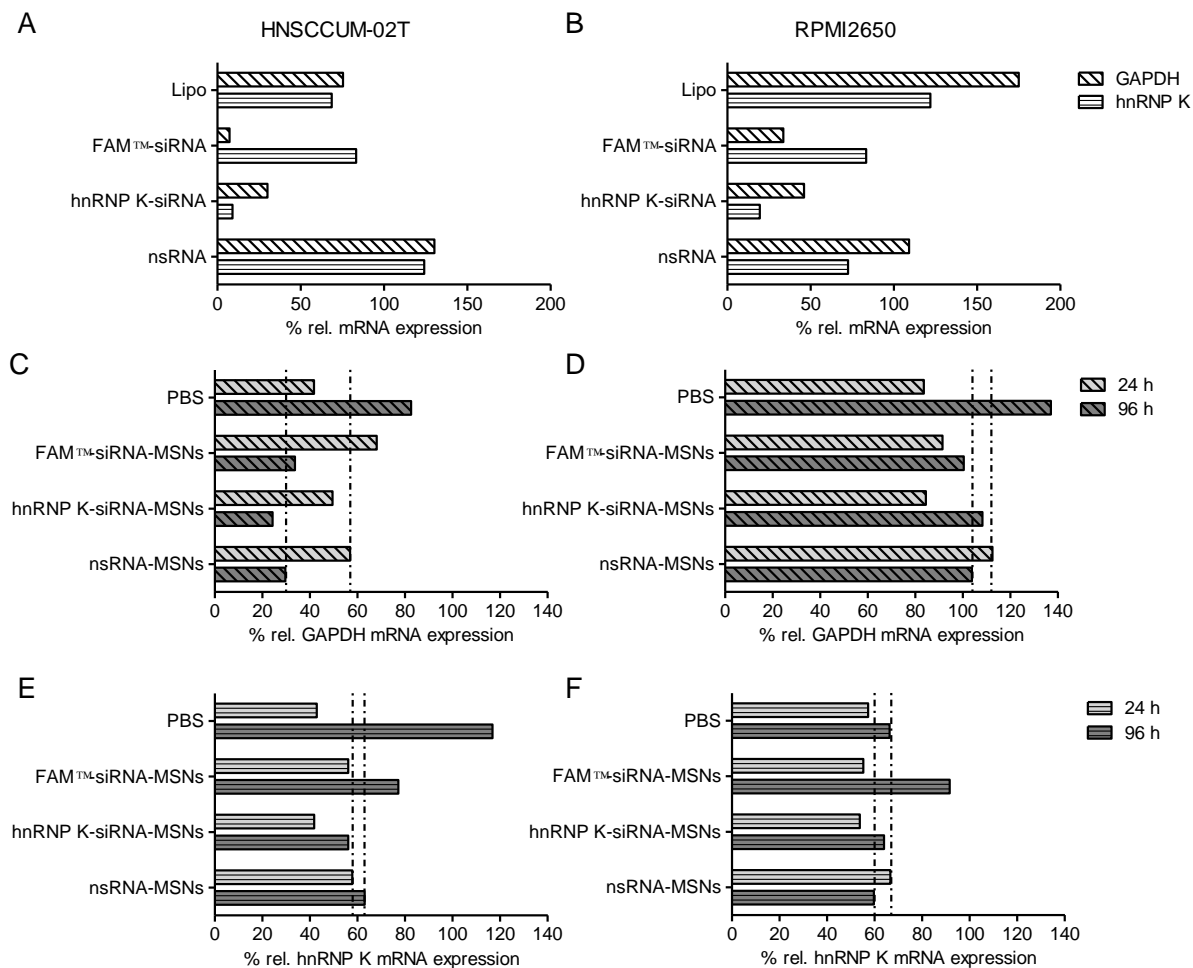 A
HNSCCUM-02T
Lipo
FAM™-siRNA
hnRNP K-siRNA
nsRNA
0 50 100 150 200
% rel. mRNA expression
B
RPMI2650
Lipo
FAM™-siRNA
hnRNP K-siRNA
nsRNA
0 50 100 150 200
% rel. mRNA expression
GAPDH
hnRNP K
C
PBS
FAM™-siRNA-MSNs
hnRNP K-siRNA-MSNs
nsRNA-MSNs
0 20 40 60 80 100 120 140
% rel. GAPDH mRNA expression
D
PBS
FAM™-siRNA-MSNs
hnRNP K-siRNA-MSNs
nsRNA-MSNs
0 20 40 60 80 100 120 140
% rel. GAPDH mRNA expression
24 h
96 h
E
PBS
FAM™-siRNA-MSNs
hnRNP K-siRNA-MSNs
nsRNA-MSNs
0 20 40 60 80 100 120 140
% rel. hnRNP K mRNA expression
F
PBS
FAM™-siRNA-MSNs
hnRNP K-siRNA-MSNs
nsRNA-MSNs
0 20 40 60 80 100 120 140
% rel. hnRNP K mRNA expression
24 h
96 h